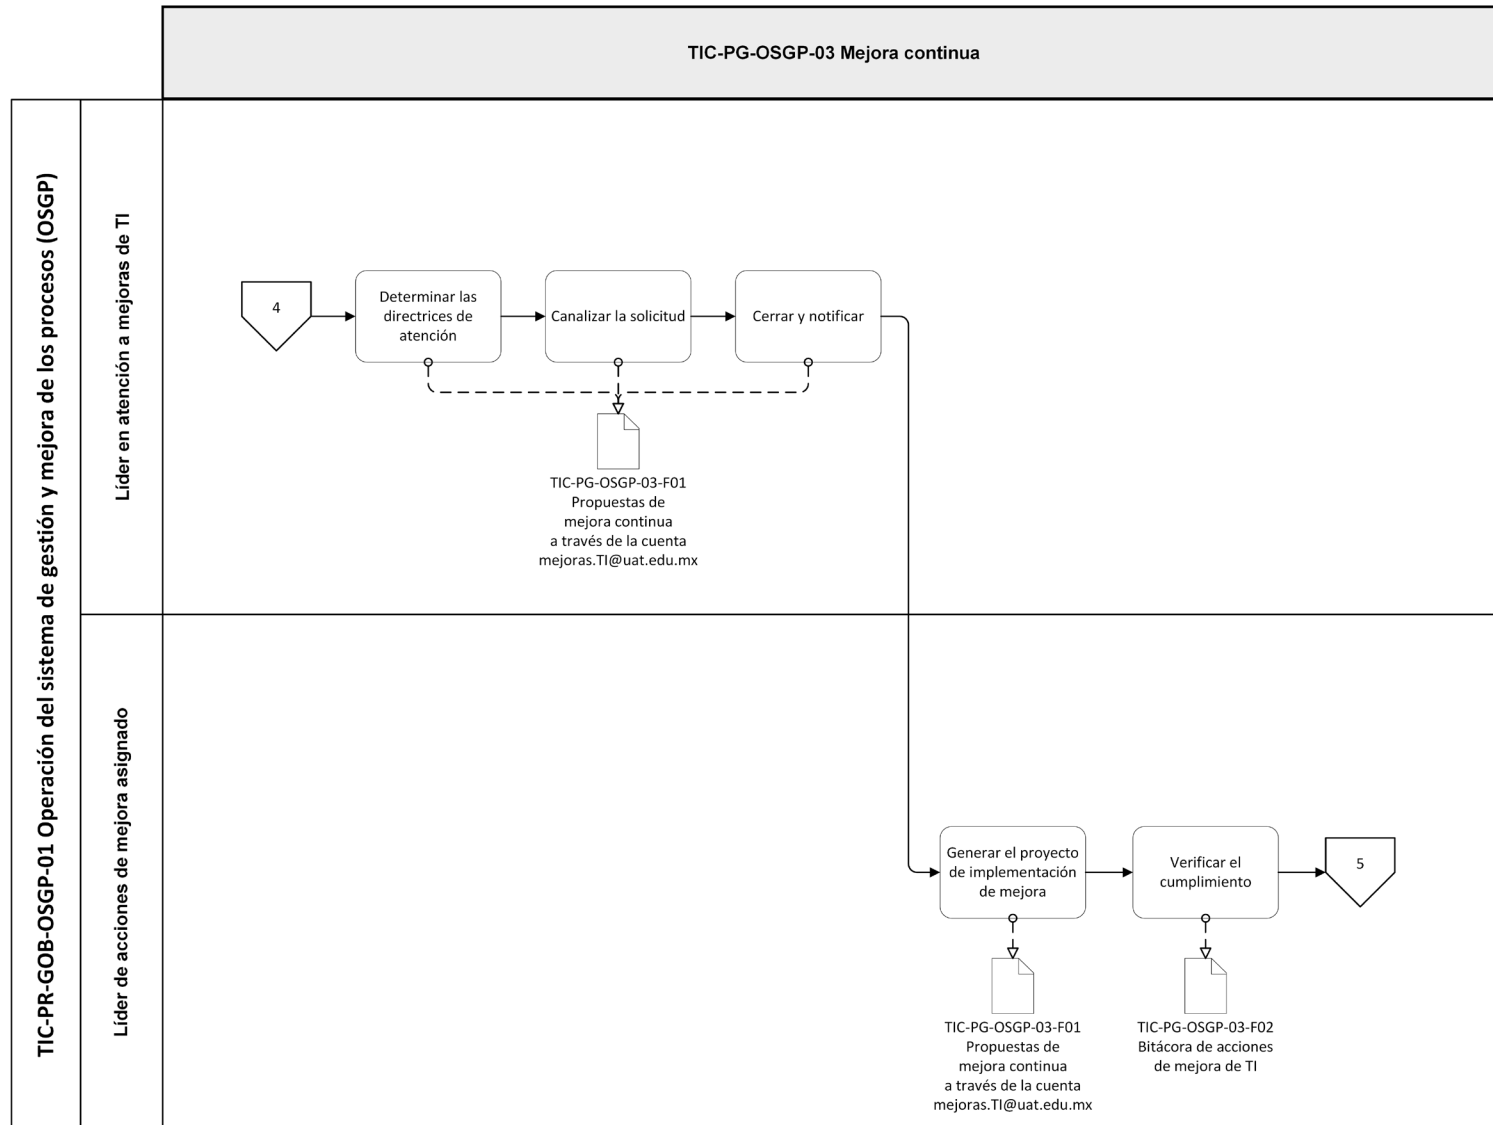 TIC-PG-OSGP-03 Mejora continua
TIC-PR-GOB-OSGP-01 Operación del sistema de gestión y mejora de los procesos (OSGP)
Líder en atención a mejoras de TI
4
Determinar las
directrices de
atención
Canalizar la solicitud
Cerrar y notificar
TIC-PG-OSGP-03-F01
Propuestas de
mejora continua
a través de la cuenta
mejoras.TI@uat.edu.mx
Líder de acciones de mejora asignado
Generar el proyecto
de implementación
de mejora
Verificar el
cumplimiento
5
TIC-PG-OSGP-03-F01
Propuestas de
mejora continua
a través de la cuenta
mejoras.TI@uat.edu.mx
TIC-PG-OSGP-03-F02
Bitácora de acciones
de mejora de TI